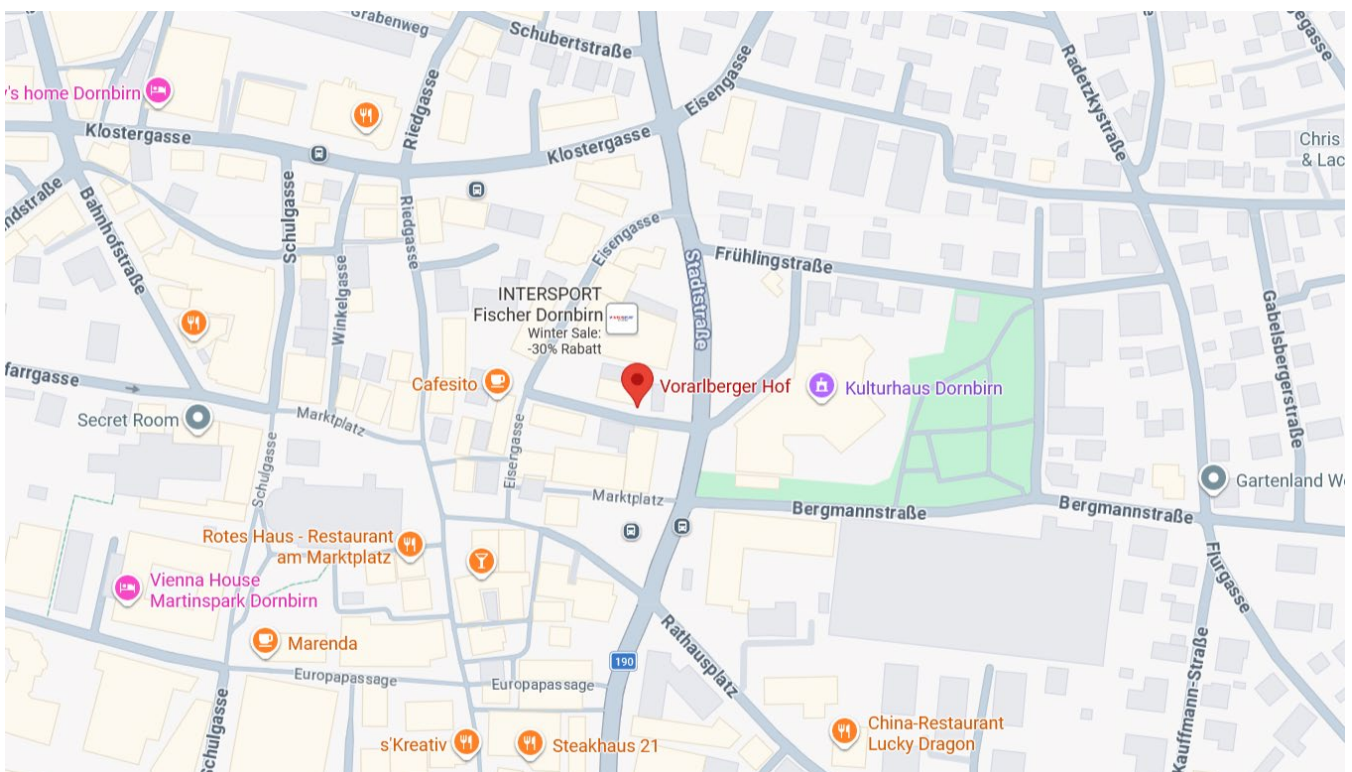 Grabenweg
Schubertstraße
Riedgasse
Eisengasse
Radetzkystraße
y's home Dornbirn
Klostergasse
Klostergasse
Chris
& Lac
Bahnhofstraße
Schulgasse
Riedgasse
Winkelgasse
Eisengasse
Stadtstraße
Frühlingstraße
Gabelsbergerstraße
INTERSPORT
Fischer Dornbirn
Winter Sale:
-30% Rabatt
farrgasse
Cafesito
Vorarlberger Hof
Kulturhaus Dornbirn
Secret Room
Marktplatz
Schulgasse
Eisengasse
Marktplatz
Bergmannstraße
Bergmannstraße
Gartenland We
Rotes Haus - Restaurant
am Marktplatz
Vienna House
Martinspark Dornbirn
Flurgasse
Marenda
Rathausplatz
190
Europapassage
Europapassage
Kaufmann-Straße
Schulgasse
s'Kreativ
Steakhaus 21
China-Restaurant
Lucky Dragon